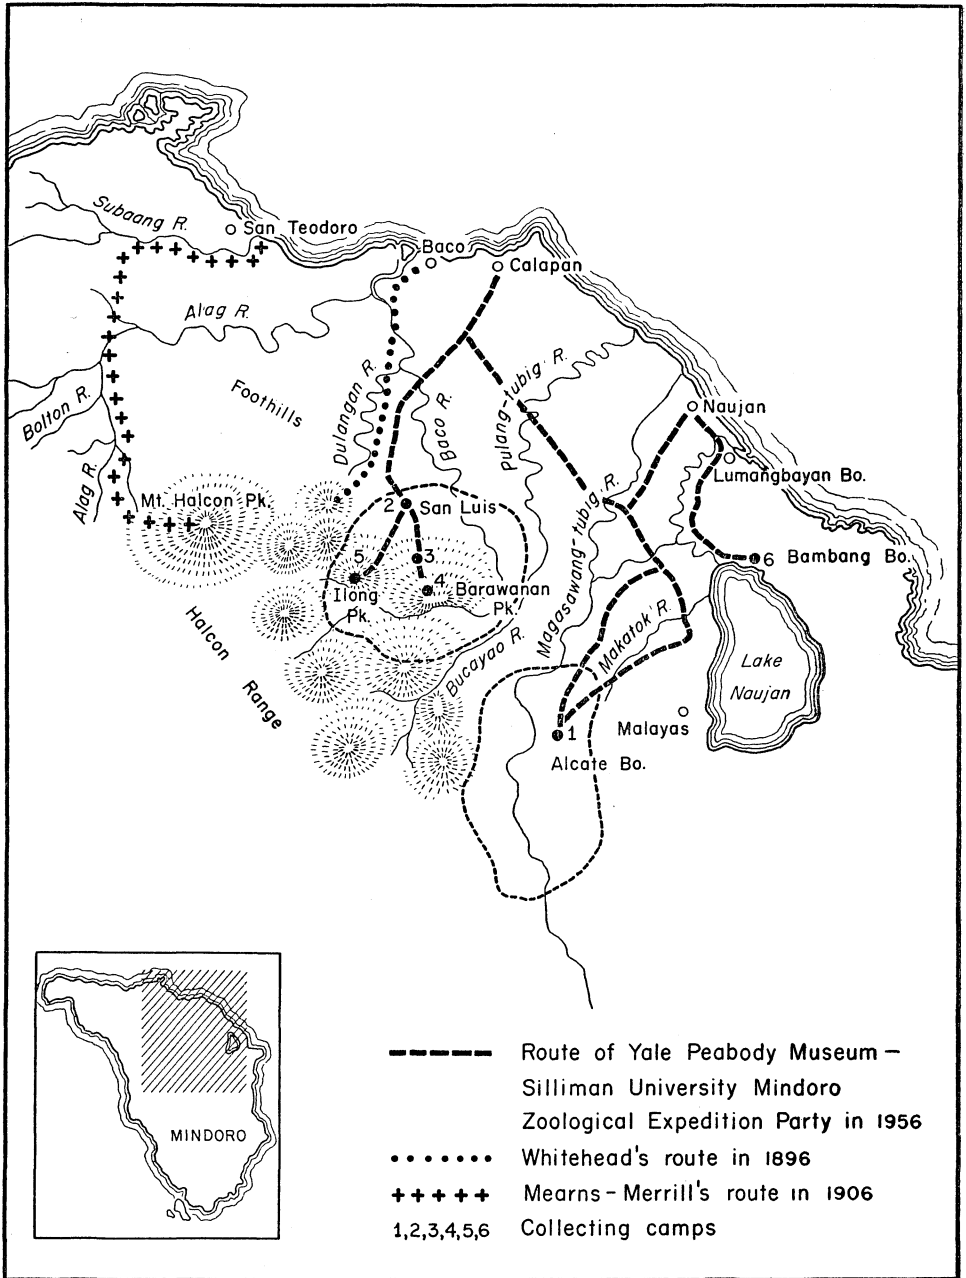 Subaang R.
San Teodoro
Baco
Calapan
Alag R.
Foothills
Bolton R.
Dulangan R.
Baco R.
Pulang-tubig R.
Naujan
Lumangbayan Bo.
Alag R.
Mt. Halcon Pk.
2 San Luis
Magasawang-tubig R.
6 Bambang Bo.
5
3
4 Barawanan
Pk.
Ilong
Pk.
Halcon
Range
Bucayao R.
Makatok R.
Lake
Naujan
Malayas
1
Alcate Bo.
MINDORO
Route of Yale Peabody Museum –
Silliman University Mindoro
Zoological Expedition Party in 1956
Whitehead's route in 1896
Mearns – Merrill's route in 1906
1,2,3,4,5,6 Collecting camps